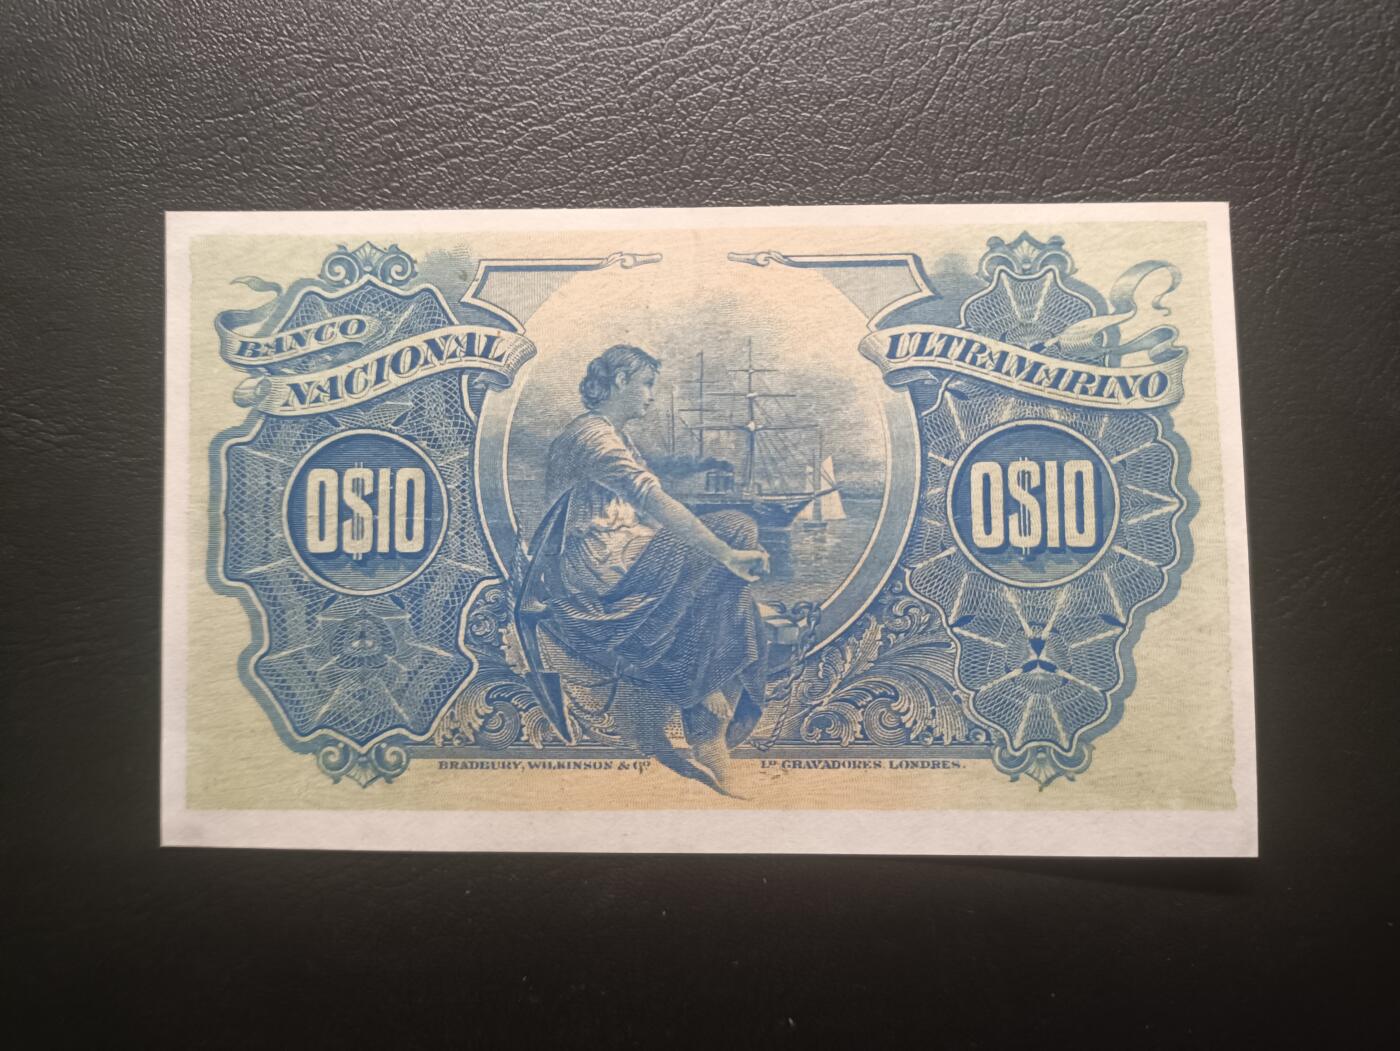 BANCO
NACIONAL
ULTRAMARINO
0$10
0$10
BRADBURY, WILKINSON & Cº
Lᴰ GRAVADORES LONDRES.